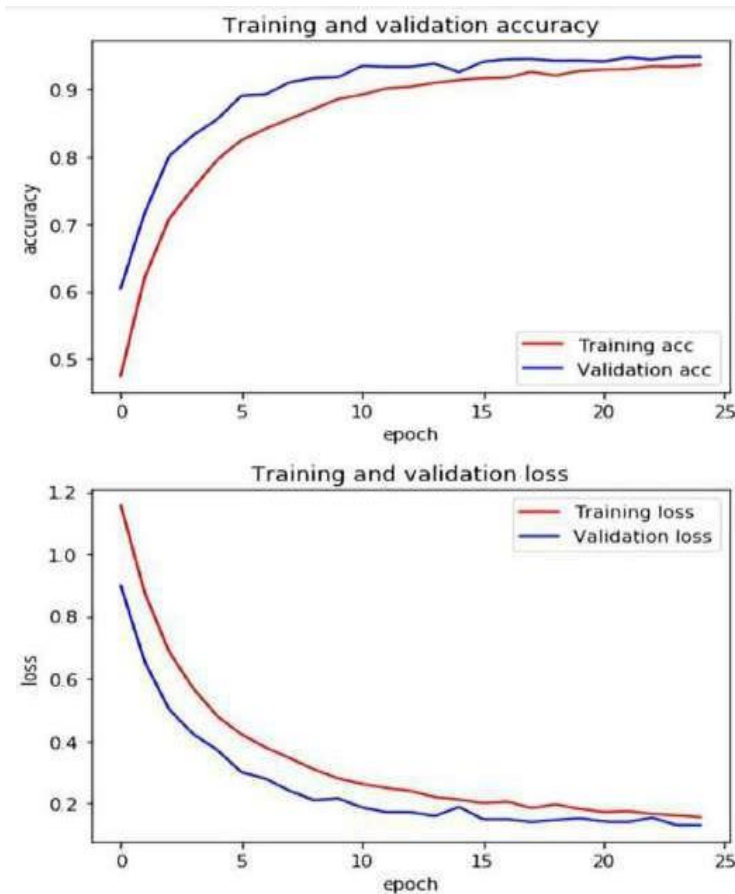 Training and validation accuracy
0.9
0.8
0.7
0.6
0.5
accuracy
Training acc
Validation acc
0 5 10 15 20 25
epoch
Training and validation loss
1.2
1.0
0.8
0.6
0.4
0.2
loss
Training loss
Validation loss
0 5 10 15 20 25
epoch